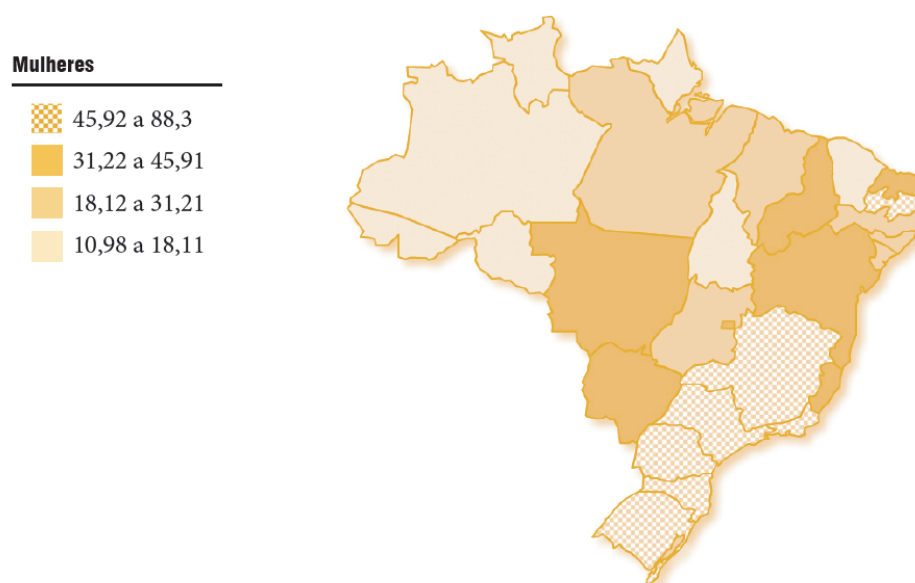 Mulheres
45,92 a 88,3
31,22 a 45,91
18,12 a 31,21
10,98 a 18,11